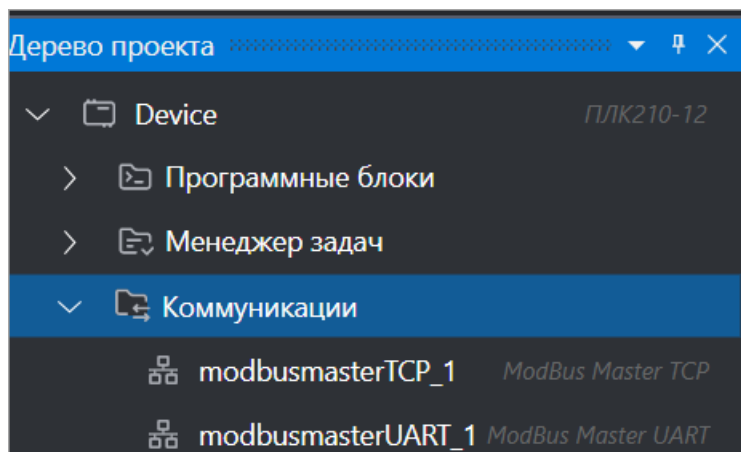 Дерево проекта
Device ПЛК210-12
Программные блоки
Менеджер задач
Коммуникации
modbusmasterTCP_1 ModBus Master TCP
modbusmasterUART_1 ModBus Master UART